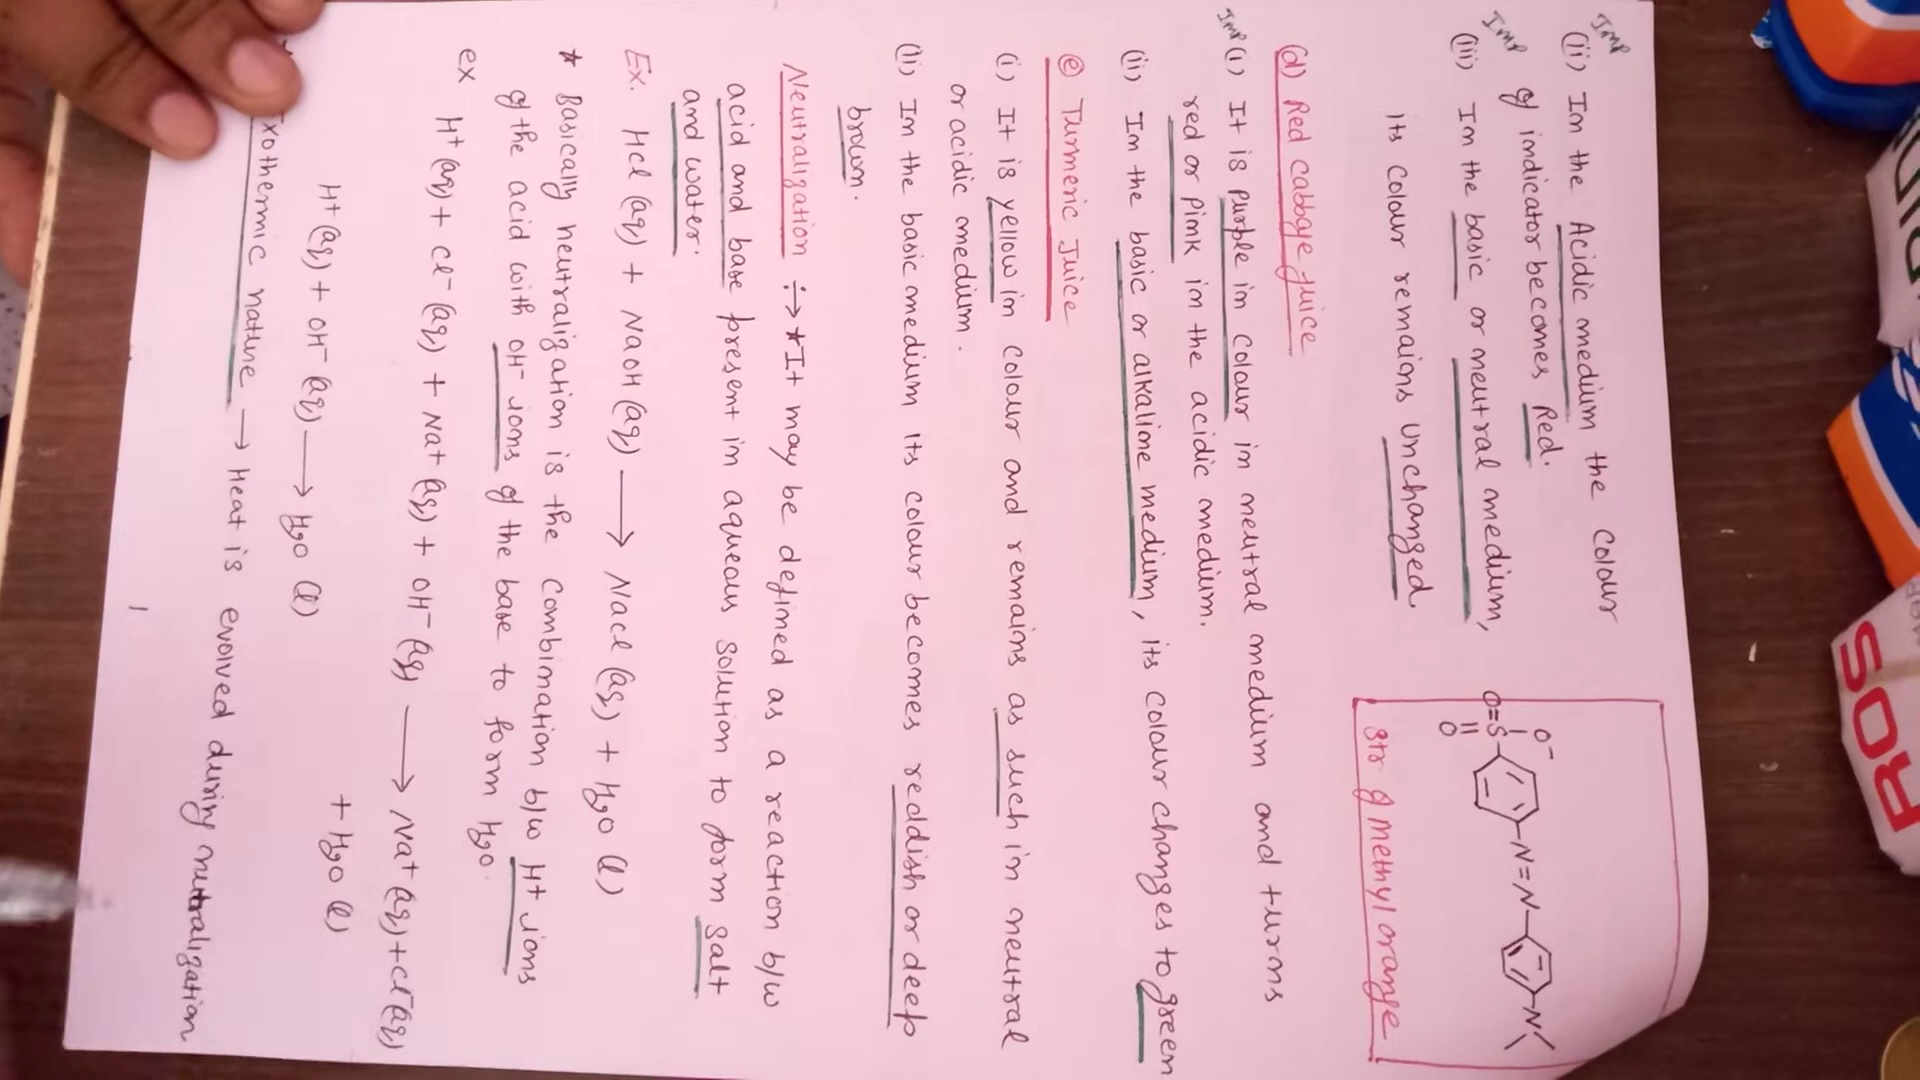 Imp
(ii) In the Acidic medium the colour
of indicator becomes Red.
Imp
(iii) In the basic or neutral medium,
its colour remains unchanged.
O⁻
O=S
O
N=N
N
str of Methyl orange
(d) Red cabbage juice
Imp (i) It is purple in colour in neutral medium and turns
red or pink in the acidic medium.
(ii) In the basic or alkaline medium, its colour changes to green
(e) Turmeric Juice
(i) It is yellow in colour and remains as such in neutral
or acidic medium.
(ii) In the basic medium its colour becomes reddish or deep
brown.
Neutralization ÷→ *It may be defined as a reaction b/w
acid and base present in aqueous solution to form salt
and water.
Ex. HCl (aq) + NaOH (aq) ⟶ NaCl (aq) + H₂O (l)
* Basically neutralization is the combination b/w H⁺ ions
of the acid with OH⁻ ions of the base to form H₂O.
ex H⁺ (aq) + Cl⁻ (aq) + Na⁺ (aq) + OH⁻ (aq) ⟶ Na⁺ (aq) + Cl⁻ (aq)
+ H₂O (l)
H⁺ (aq) + OH⁻ (aq) ⟶ H₂O (l)
Exothermic nature → Heat is evolved during nutralization
ROS